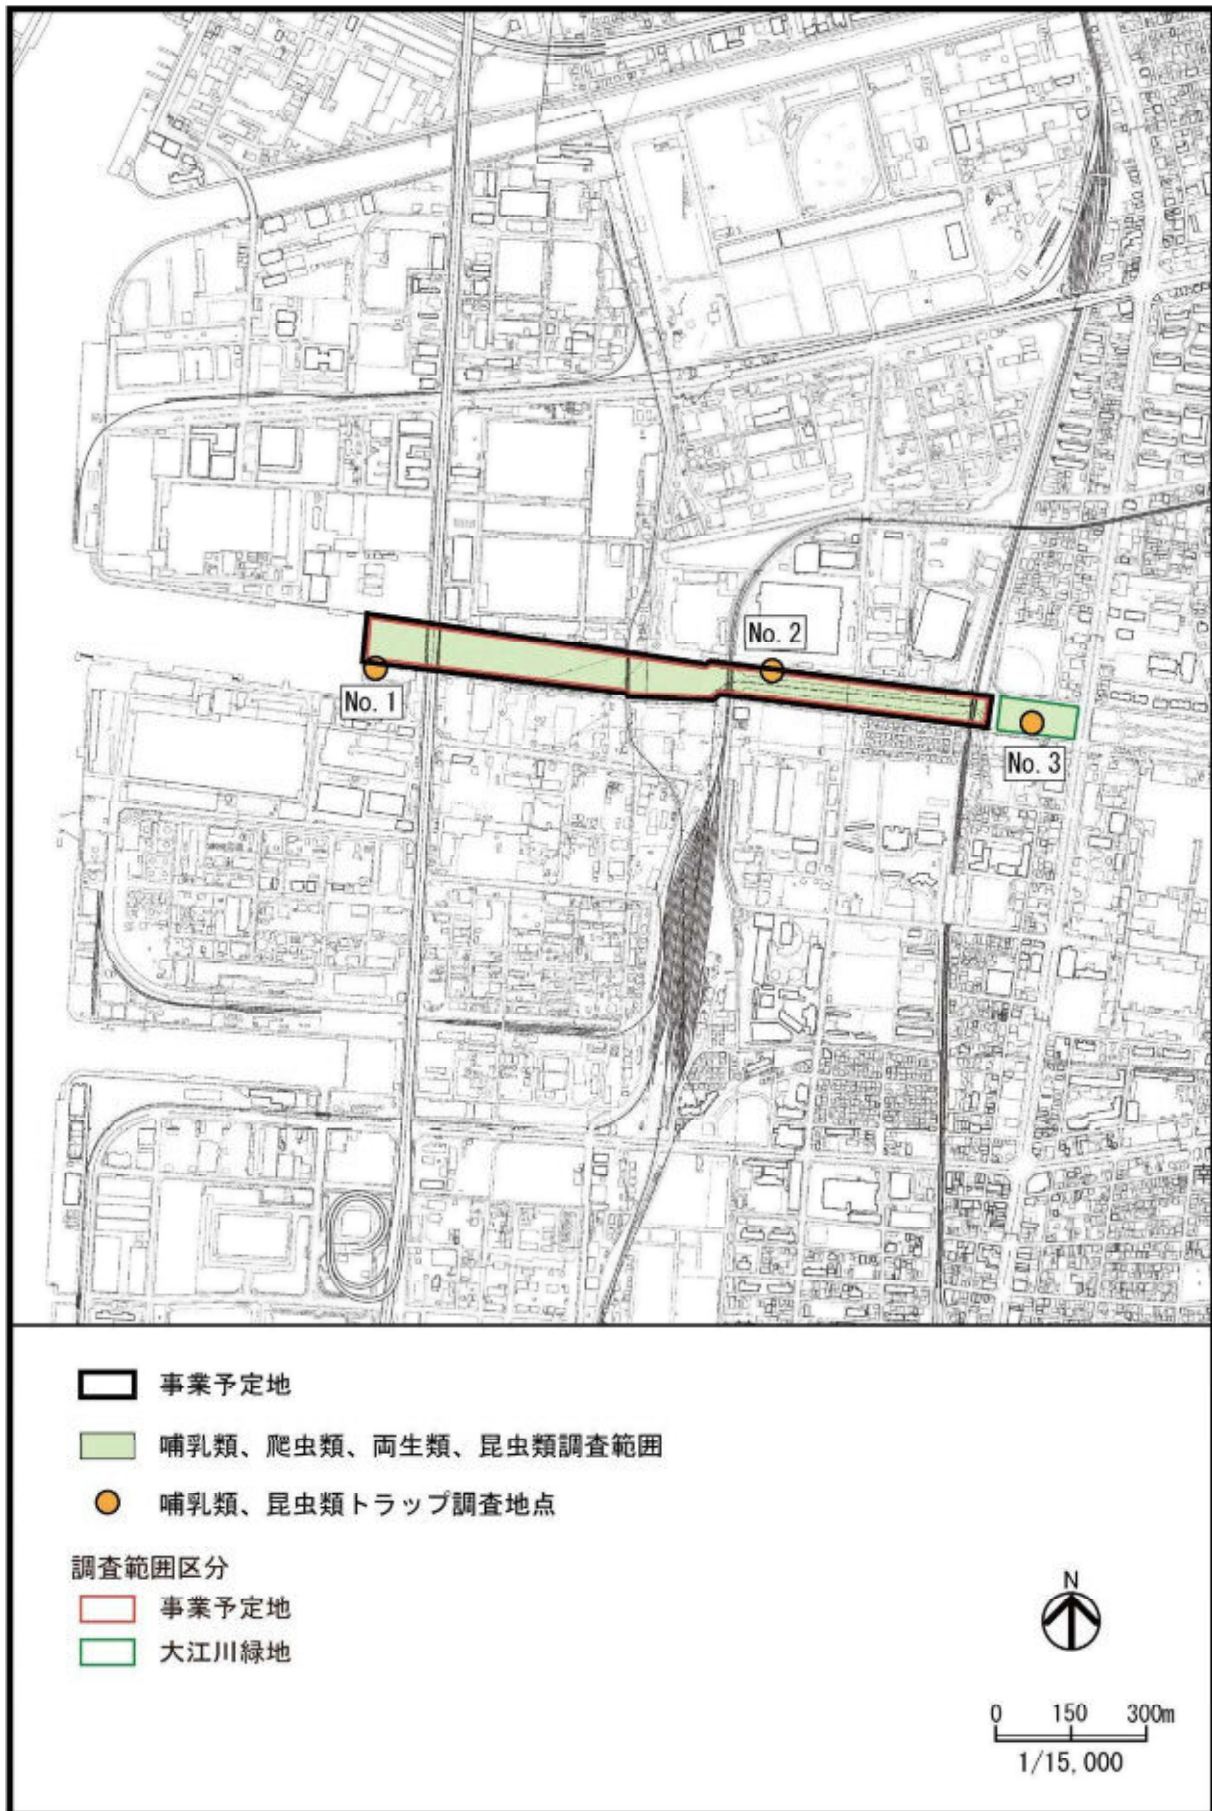 No. 2
No. 1
No. 3
南
事業予定地
哺乳類、爬虫類、両生類、昆虫類調査範囲
哺乳類、昆虫類トラップ調査地点
調査範囲区分
事業予定地
大江川緑地
N
0 150 300m
1/15,000